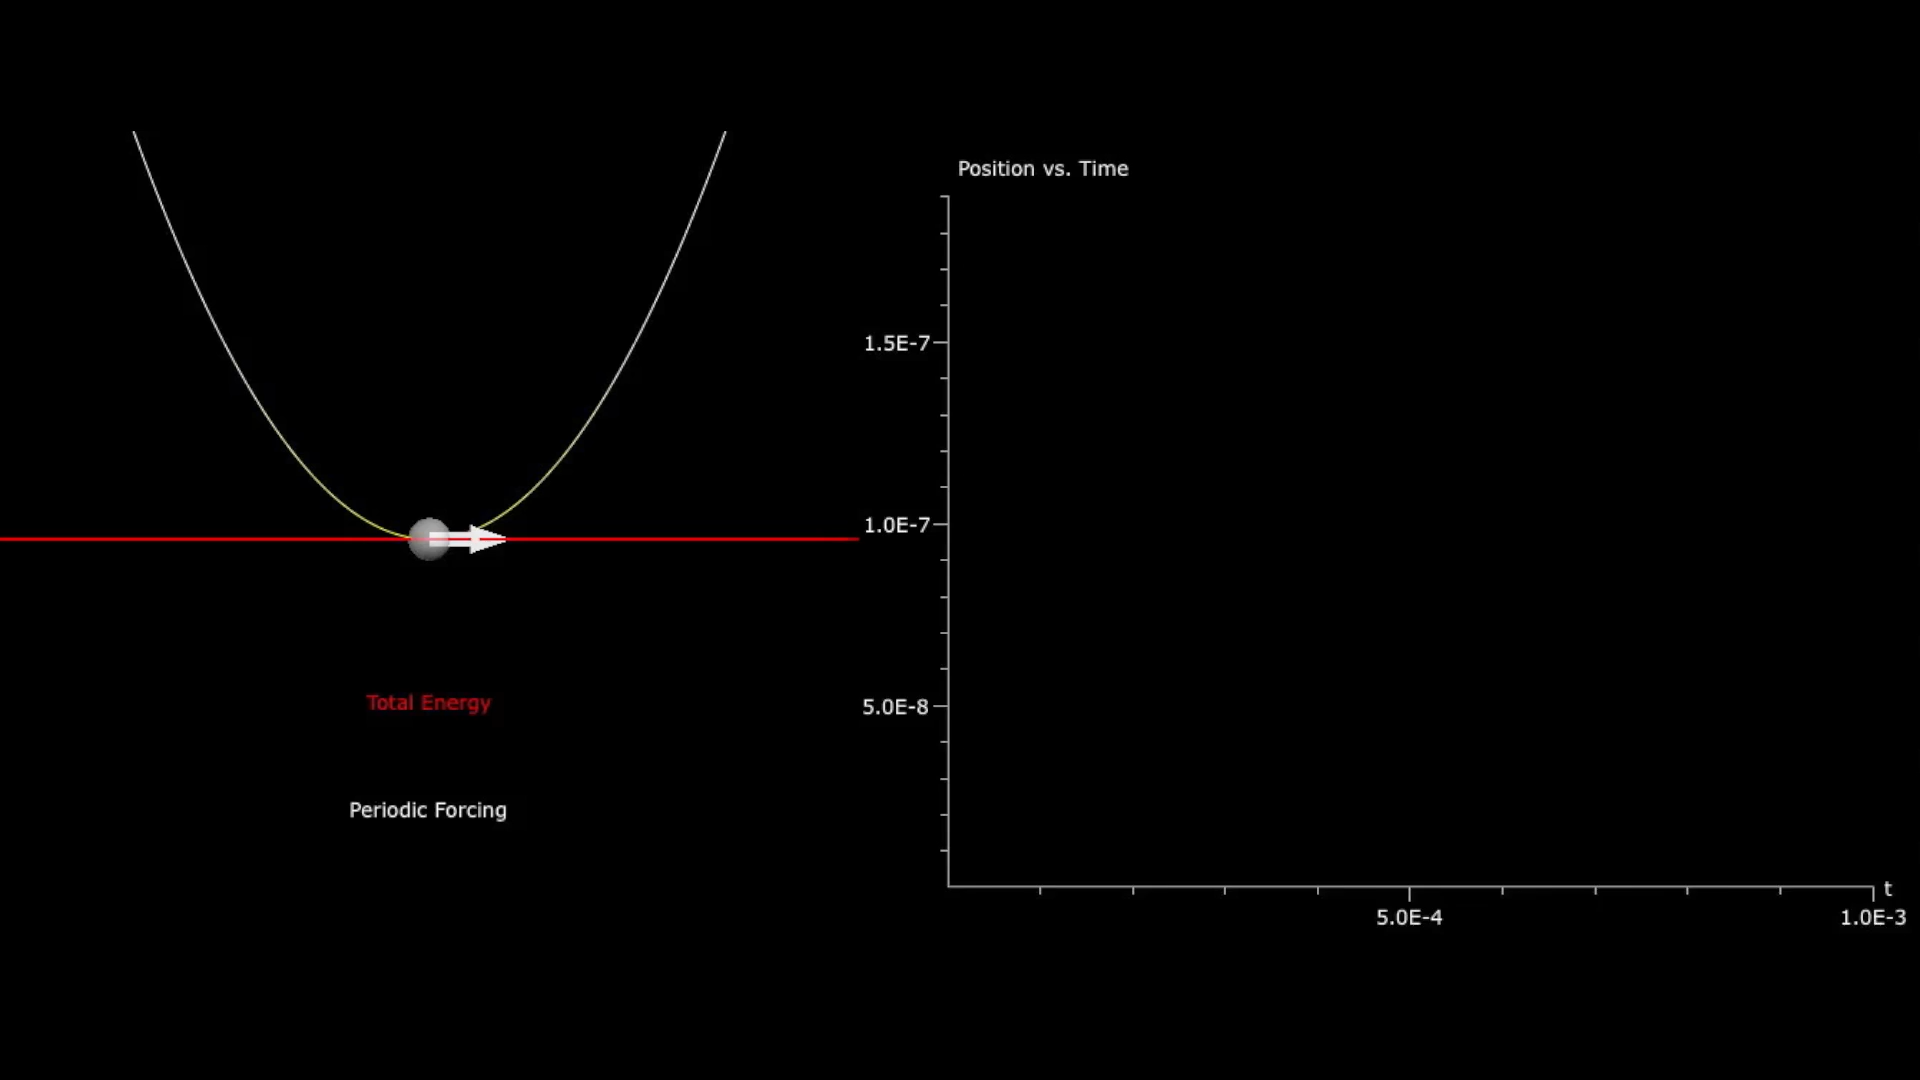 Position vs. Time
1.5E-7
1.0E-7
5.0E-8
Total Energy
Periodic Forcing
t
5.0E-4
1.0E-3